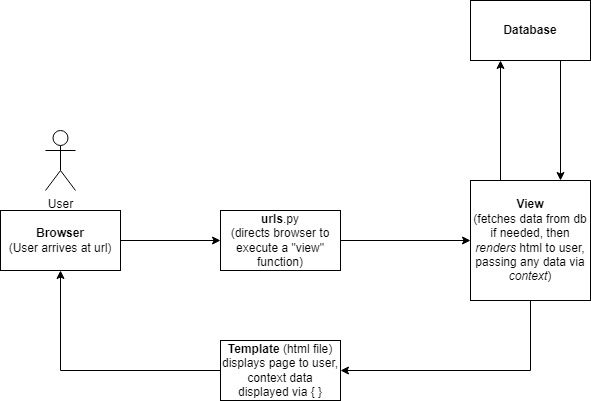 Database
User
Browser
(User arrives at url)
urls.py
(directs browser to
execute a "view"
function)
View
(fetches data from db
if needed, then
renders html to user,
passing any data via
context)
Template (html file)
displays page to user,
context data
displayed via { }